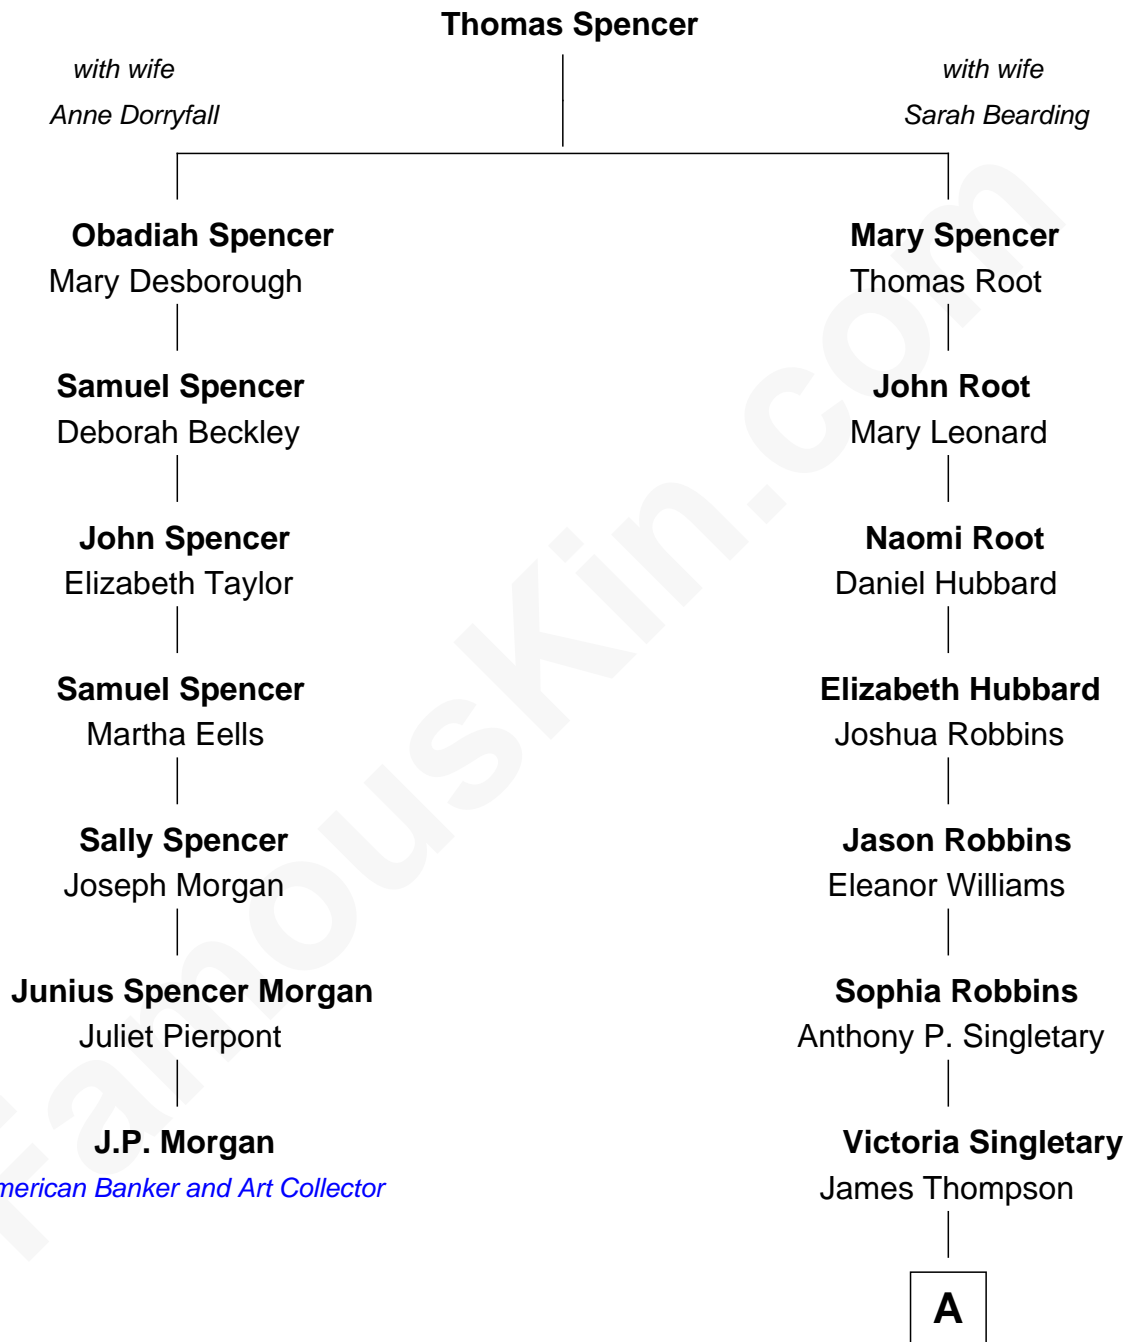 Thomas Spencer
with wife
Anne Dorryfall
with wife
Sarah Bearding
Obadiah Spencer
Mary Desborough
Samuel Spencer
Deborah Beckley
John Spencer
Elizabeth Taylor
Samuel Spencer
Martha Eells
Sally Spencer
Joseph Morgan
Junius Spencer Morgan
Juliet Pierpont
J.P. Morgan
merican Banker and Art Collector
Mary Spencer
Thomas Root
John Root
Mary Leonard
Naomi Root
Daniel Hubbard
Elizabeth Hubbard
Joshua Robbins
Jason Robbins
Eleanor Williams
Sophia Robbins
Anthony P. Singletary
Victoria Singletary
James Thompson
A
FamousKin.com